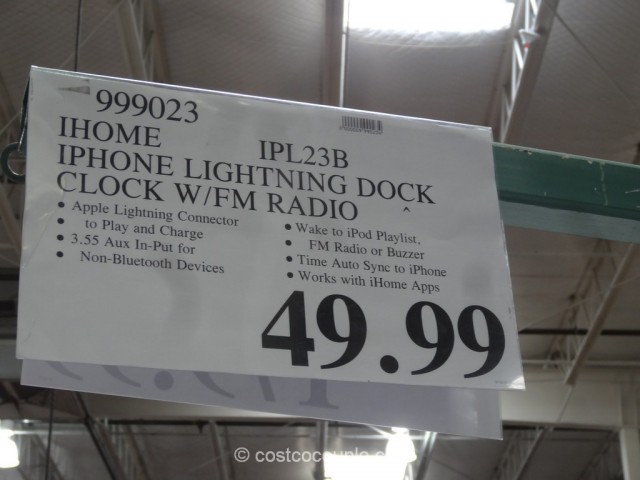 999023
IHOME IPL23B
IPHONE LIGHTNING DOCK
CLOCK W/FM RADIO
• Apple Lightning Connector
• to Play and Charge
• 3.55 Aux In-Put for
• Non-Bluetooth Devices
• Wake to iPod Playlist,
• FM Radio or Buzzer
• Time Auto Sync to iPhone
• Works with iHome Apps
49.99
© costcocouple.com